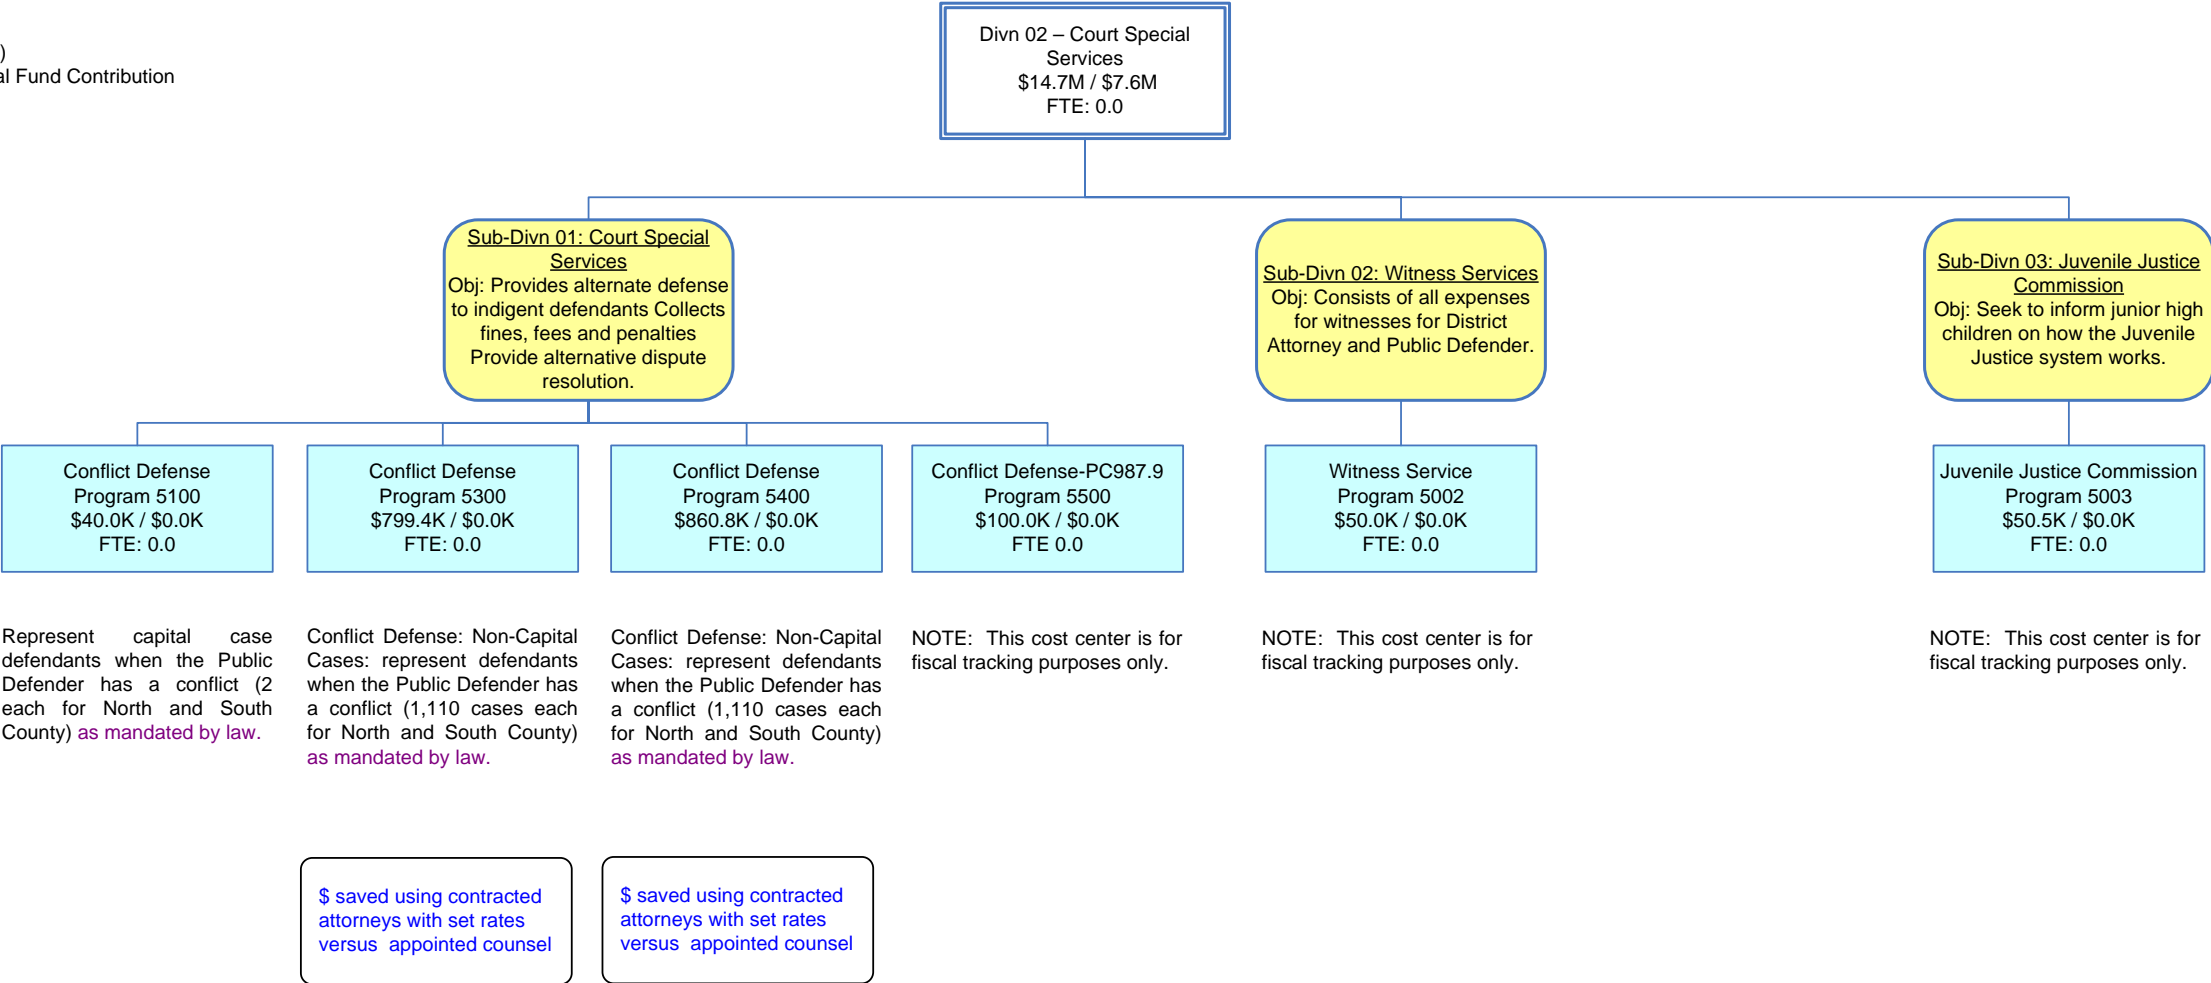 )
Fund Contribution
Divn 02 – Court Special
Services
$14.7M / $7.6M
FTE: 0.0
Sub-Divn 01: Court Special
Services
Obj: Provides alternate defense
to indigent defendants Collects
fines, fees and penalties
Provide alternative dispute
resolution.
Sub-Divn 02: Witness Services
Obj: Consists of all expenses
for witnesses for District
Attorney and Public Defender.
Sub-Divn 03: Juvenile Justice
Commission
Obj: Seek to inform junior high
children on how the Juvenile
Justice system works.
Conflict Defense
Program 5100
$40.0K / $0.0K
FTE: 0.0
Conflict Defense
Program 5300
$799.4K / $0.0K
FTE: 0.0
Conflict Defense
Program 5400
$860.8K / $0.0K
FTE: 0.0
Conflict Defense-PC987.9
Program 5500
$100.0K / $0.0K
FTE 0.0
Witness Service
Program 5002
$50.0K / $0.0K
FTE: 0.0
Juvenile Justice Commission
Program 5003
$50.5K / $0.0K
FTE: 0.0
Represent capital case
defendants when the Public
Defender has a conflict (2
each for North and South
County) as mandated by law.
Conflict Defense: Non-Capital
Cases: represent defendants
when the Public Defender has
a conflict (1,110 cases each
for North and South County)
as mandated by law.
Conflict Defense: Non-Capital
Cases: represent defendants
when the Public Defender has
a conflict (1,110 cases each
for North and South County)
as mandated by law.
NOTE: This cost center is for
fiscal tracking purposes only.
NOTE: This cost center is for
fiscal tracking purposes only.
NOTE: This cost center is for
fiscal tracking purposes only.
$ saved using contracted
attorneys with set rates
versus appointed counsel
$ saved using contracted
attorneys with set rates
versus appointed counsel